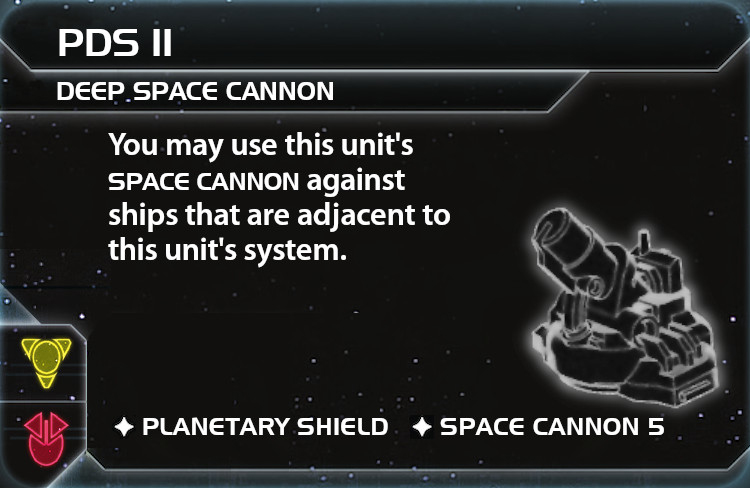 PDS II
DEEP SPACE CANNON
You may use this unit's
SPACE CANNON against
ships that are adjacent to
this unit's system.
✦ PLANETARY SHIELD ✦ SPACE CANNON 5